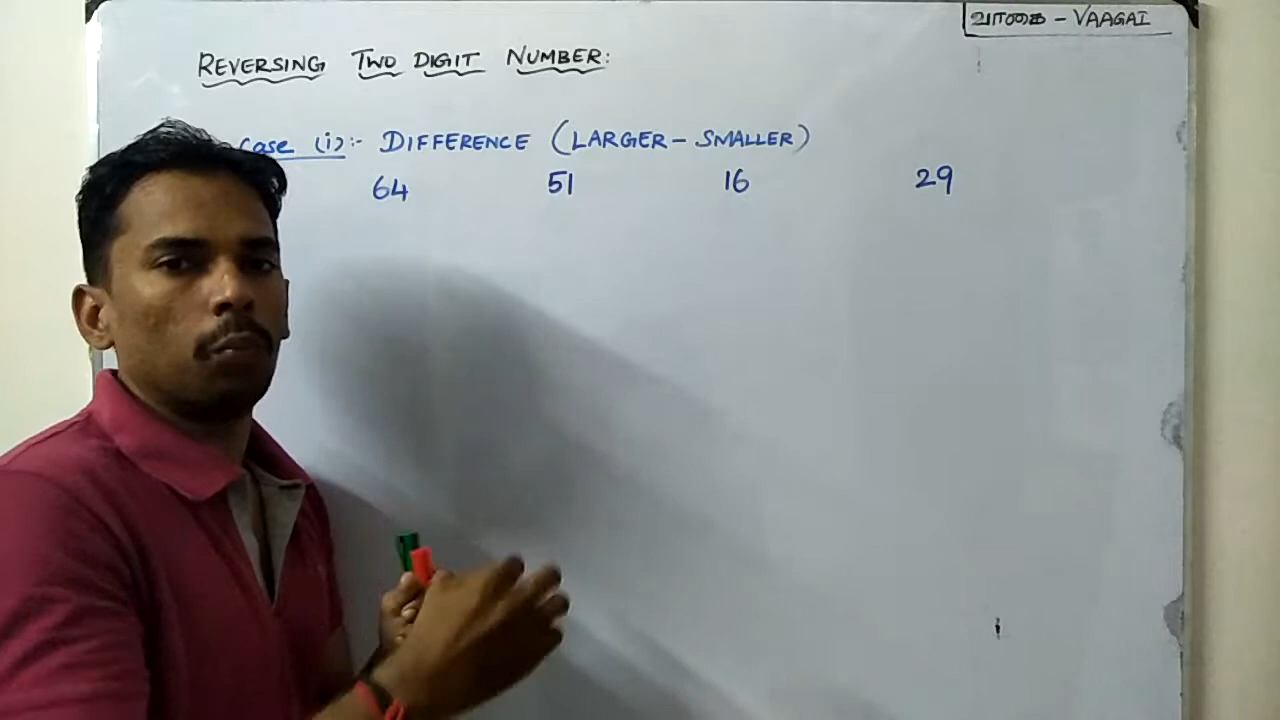 வாகை - VAAGAI
REVERSING TWO DIGIT NUMBER:
Case (i):- DIFFERENCE (LARGER - SMALLER)
64 51 16 29